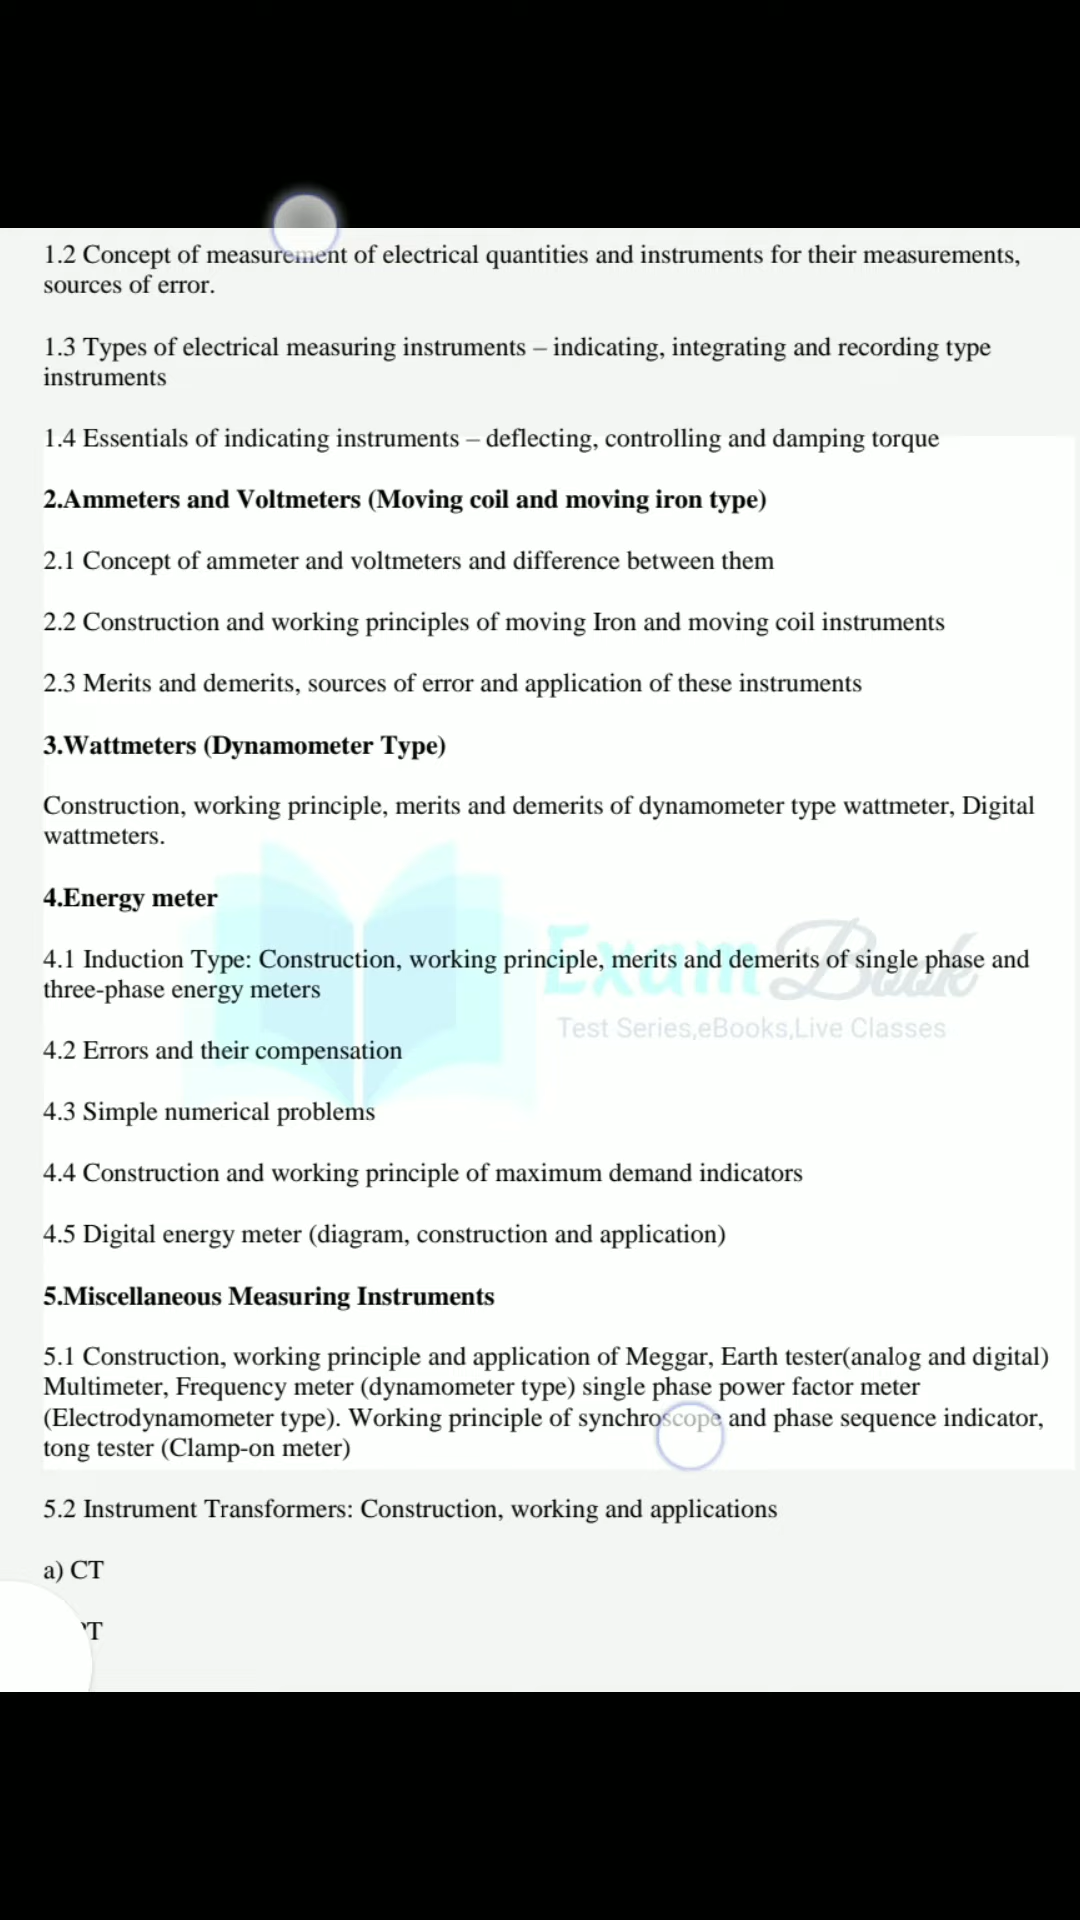 1.2 Concept of measurement of electrical quantities and instruments for their measurements,
sources of error.
1.3 Types of electrical measuring instruments – indicating, integrating and recording type
instruments
1.4 Essentials of indicating instruments – deflecting, controlling and damping torque
2.Ammeters and Voltmeters (Moving coil and moving iron type)
2.1 Concept of ammeter and voltmeters and difference between them
2.2 Construction and working principles of moving Iron and moving coil instruments
2.3 Merits and demerits, sources of error and application of these instruments
3.Wattmeters (Dynamometer Type)
Construction, working principle, merits and demerits of dynamometer type wattmeter, Digital
wattmeters.
4.Energy meter
Exam Book
4.1 Induction Type: Construction, working principle, merits and demerits of single phase and
three-phase energy meters
Test Series,eBooks,Live Classes
4.2 Errors and their compensation
4.3 Simple numerical problems
4.4 Construction and working principle of maximum demand indicators
4.5 Digital energy meter (diagram, construction and application)
5.Miscellaneous Measuring Instruments
5.1 Construction, working principle and application of Meggar, Earth tester(analog and digital)
Multimeter, Frequency meter (dynamometer type) single phase power factor meter
(Electrodynamometer type). Working principle of synchroscope and phase sequence indicator,
tong tester (Clamp-on meter)
5.2 Instrument Transformers: Construction, working and applications
a) CT